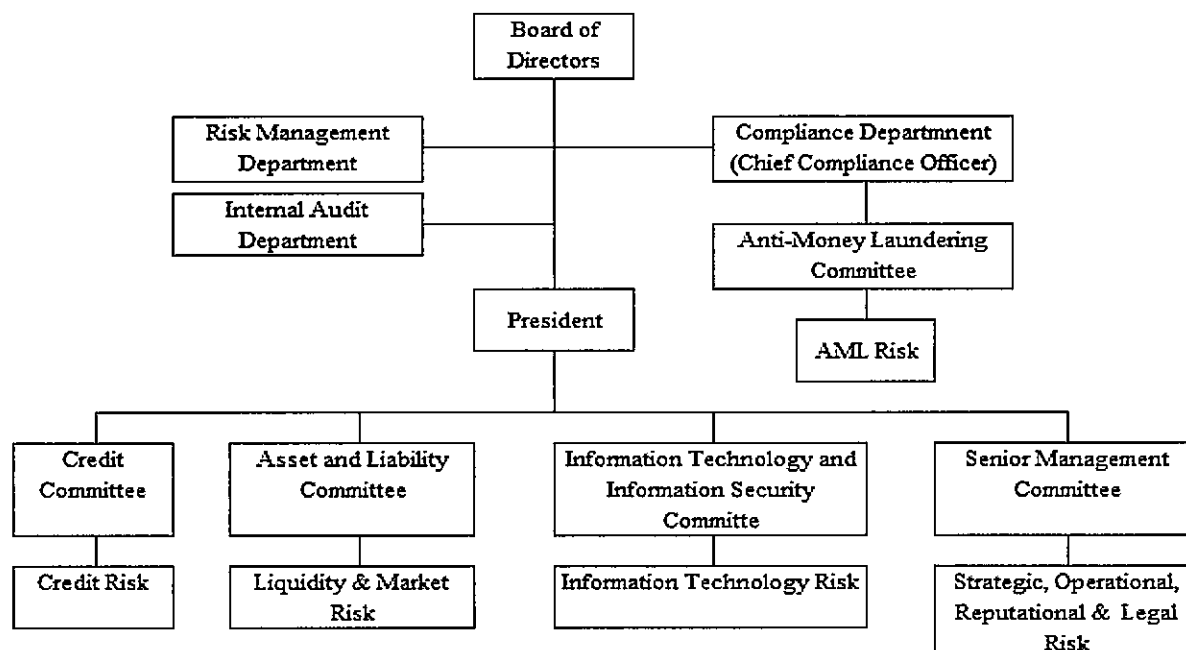 Board of
Directors
Risk Management
Department
Compliance Departmnent
(Chief Compliance Officer)
Internal Audit
Department
Anti-Money Laundering
Committee
President
AML Risk
Credit
Committee
Asset and Liability
Committee
Information Technology and
Information Security
Committe
Senior Management
Committee
Credit Risk
Liquidity & Market
Risk
Information Technology Risk
Strategic, Operational,
Reputational & Legal
Risk